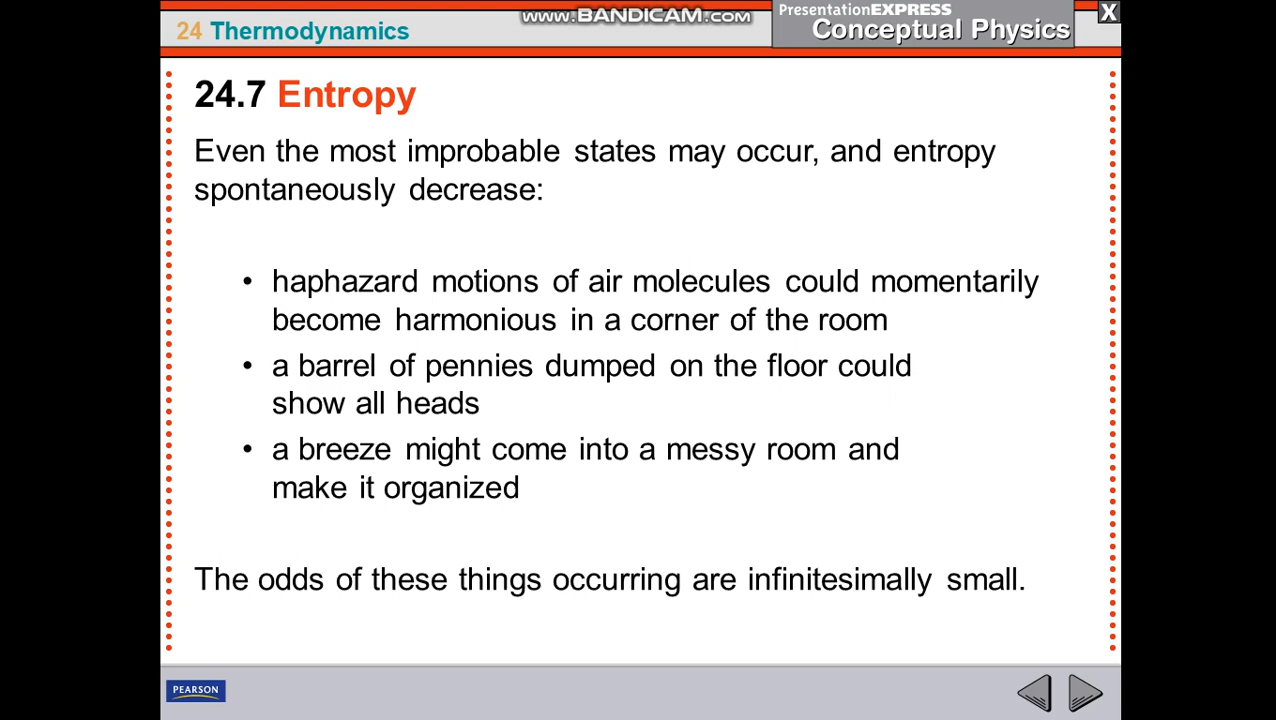 www.BANDICAM.com
PresentationEXPRESS
X
24 Thermodynamics
Conceptual Physics
24.7 Entropy
Even the most improbable states may occur, and entropy
spontaneously decrease:
• haphazard motions of air molecules could momentarily
become harmonious in a corner of the room
• a barrel of pennies dumped on the floor could
show all heads
• a breeze might come into a messy room and
make it organized
The odds of these things occurring are infinitesimally small.
PEARSON